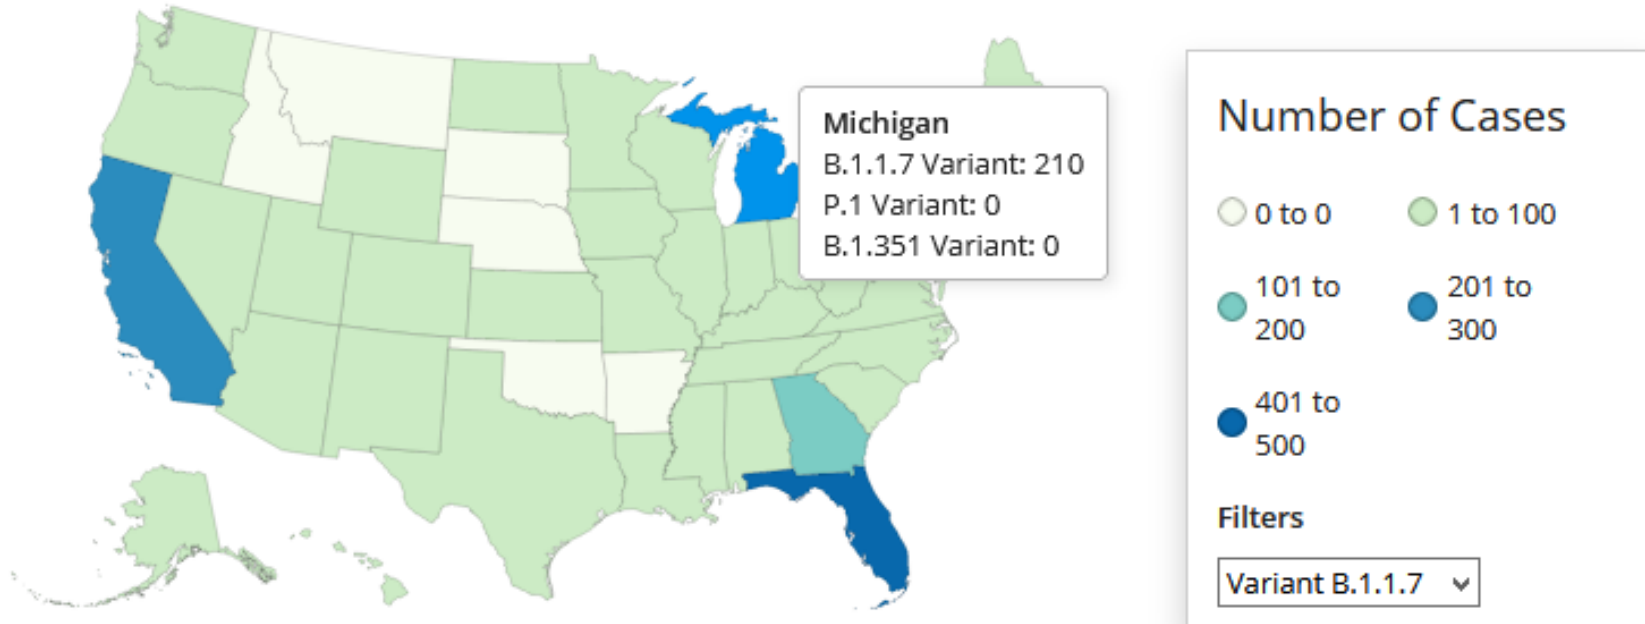 Michigan
B.1.1.7 Variant: 210
P.1 Variant: 0
B.1.351 Variant: 0
Number of Cases
0 to 0
1 to 100
101 to
200
201 to
300
401 to
500
Filters
Variant B.1.1.7